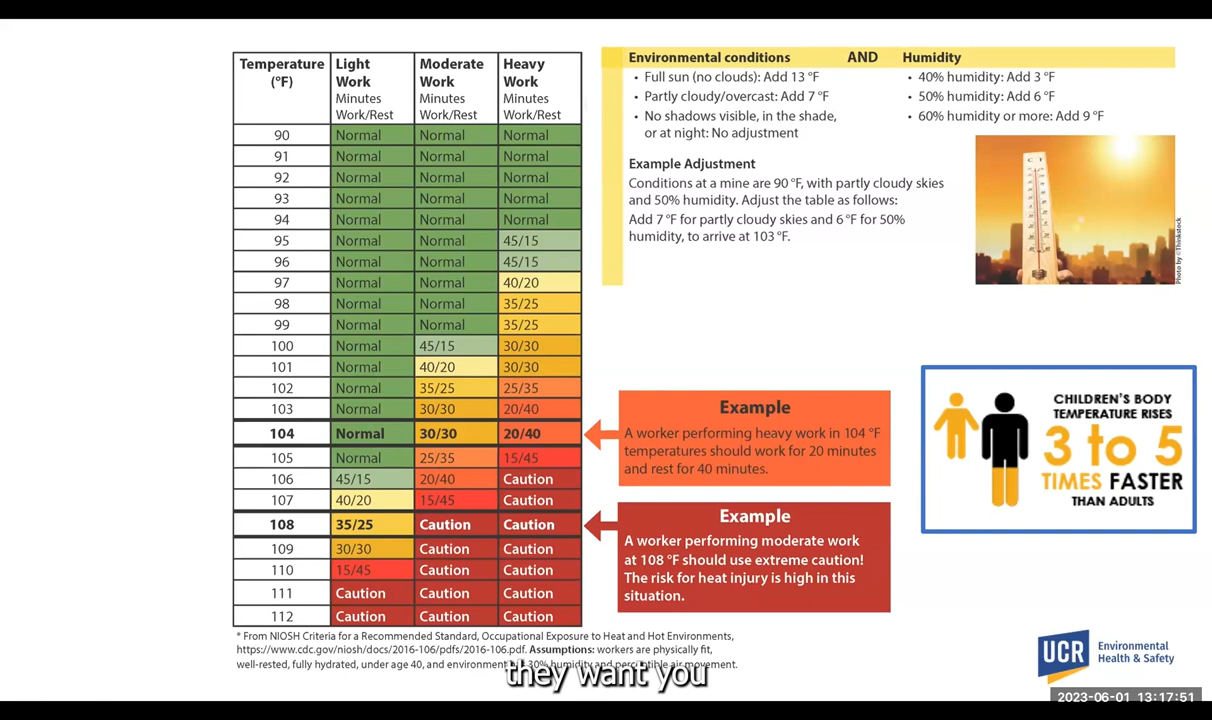 Temperature Light Moderate Heavy
(°F) Work Work Work
Minutes Minutes Minutes
Work/Rest Work/Rest Work/Rest
90 Normal Normal Normal
91 Normal Normal Normal
92 Normal Normal Normal
93 Normal Normal Normal
94 Normal Normal Normal
95 Normal Normal 45/15
96 Normal Normal 45/15
97 Normal Normal 40/20
98 Normal Normal 35/25
99 Normal Normal 35/25
100 Normal 45/15 30/30
101 Normal 40/20 30/30
102 Normal 35/25 25/35
103 Normal 30/30 20/40
104 Normal 30/30 20/40
105 Normal 25/35 15/45
106 45/15 20/40 Caution
107 40/20 15/45 Caution
108 35/25 Caution Caution
109 30/30 Caution Caution
110 15/45 Caution Caution
111 Caution Caution Caution
112 Caution Caution Caution
* From NIOSH Criteria for a Recommended Standard, Occupational Exposure to Heat and Hot Environments,
https://www.cdc.gov/niosh/docs/2016-106/pdfs/2016-106.pdf. Assumptions: workers are physically fit,
well-rested, fully hydrated, under age 40, and environment 30% humidity and perceptible air movement.
Environmental conditions AND Humidity
• Full sun (no clouds): Add 13 °F
• Partly cloudy/overcast: Add 7 °F
• No shadows visible, in the shade,
or at night: No adjustment
• 40% humidity: Add 3 °F
• 50% humidity: Add 6 °F
• 60% humidity or more: Add 9 °F
Example Adjustment
Conditions at a mine are 90 °F, with partly cloudy skies
and 50% humidity. Adjust the table as follows:
Add 7 °F for partly cloudy skies and 6 °F for 50%
humidity, to arrive at 103 °F.
Photo by ©Thinkstock
Example
A worker performing heavy work in 104 °F
temperatures should work for 20 minutes
and rest for 40 minutes.
Example
A worker performing moderate work
at 108 °F should use extreme caution!
The risk for heat injury is high in this
situation.
CHILDREN'S BODY
TEMPERATURE RISES
3 to 5
TIMES FASTER
THAN ADULTS
UCR Environmental
Health & Safety
they want you
2023-06-01 13:17:51